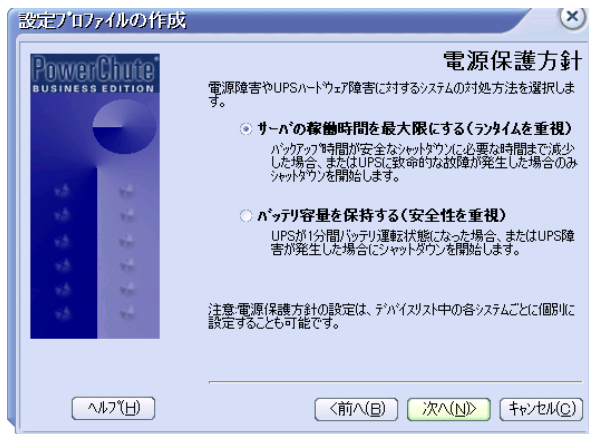 設定プロファイルの作成
PowerChute
BUSINESS EDITION
電源保護方針
電源障害やUPSハードウェア障害に対するシステムの対処方法を選択しま
す。
サーバの稼働時間を最大限にする(ランタイムを重視)
バックアップ時間が安全なシャットダウンに必要な時間まで減少
した場合、またはUPSに致命的な故障が発生した場合のみ
シャットダウンを開始します。
バッテリ容量を保持する(安全性を重視)
UPSが1分間バッテリ運転状態になった場合、またはUPS障
害が発生した場合にシャットダウンを開始します。
注意:電源保護方針の設定は、デバイスリスト中の各システムごとに個別に
設定することも可能です。
ヘルプ(H)
<前へ(B)
次へ(N)>
キャンセル(C)